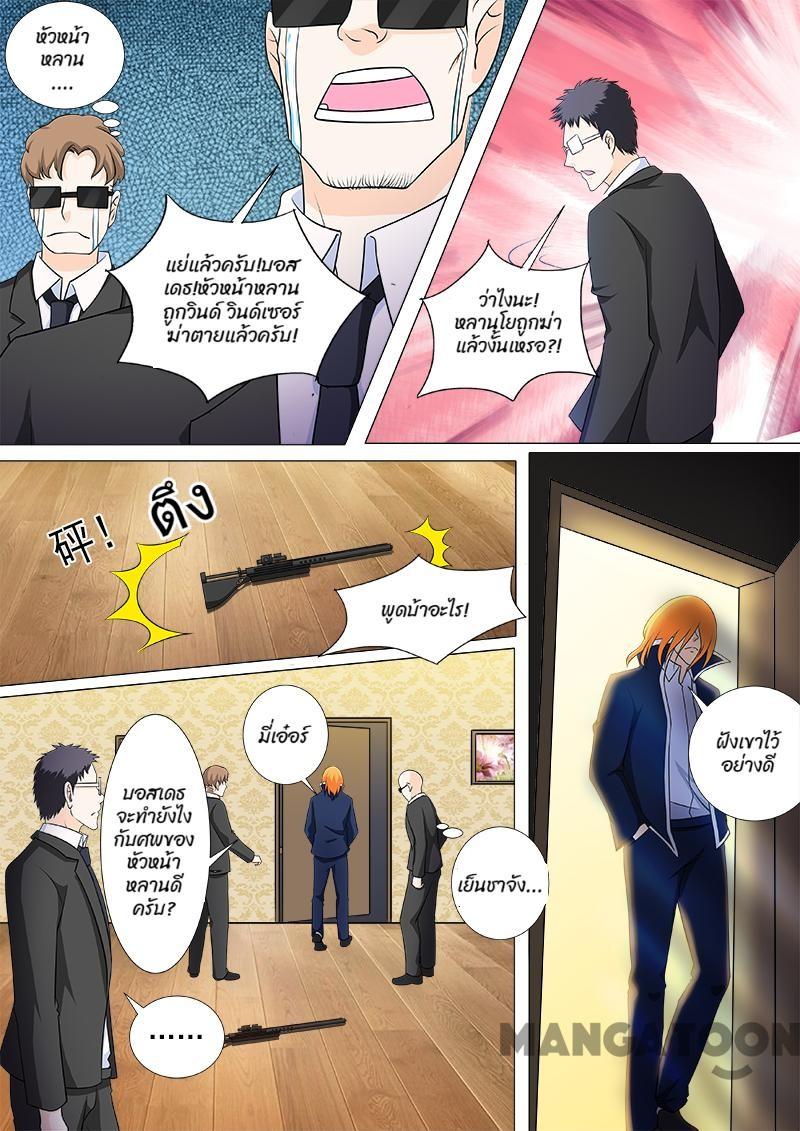 หัวหน้า
หลาน
....
แย่แล้วครับ!บอส
เดธ!หัวหน้าหลาน
ถูกวินด์ วินด์เซอร์
ฆ่าตายแล้วครับ!
ว่าไงนะ!
หลานโยถูกฆ่า
แล้วงั้นเหรอ?!
砰!
ตึง
พูดบ้าอะไร!
ฝังเขาไว้
อย่างดี
มี่เอ๋อร์
บอสเดธ
จะทำยังไง
กับศพของ
หัวหน้า
หลานดี
ครับ?
เย็นชาจัง...
......
MANGATOON